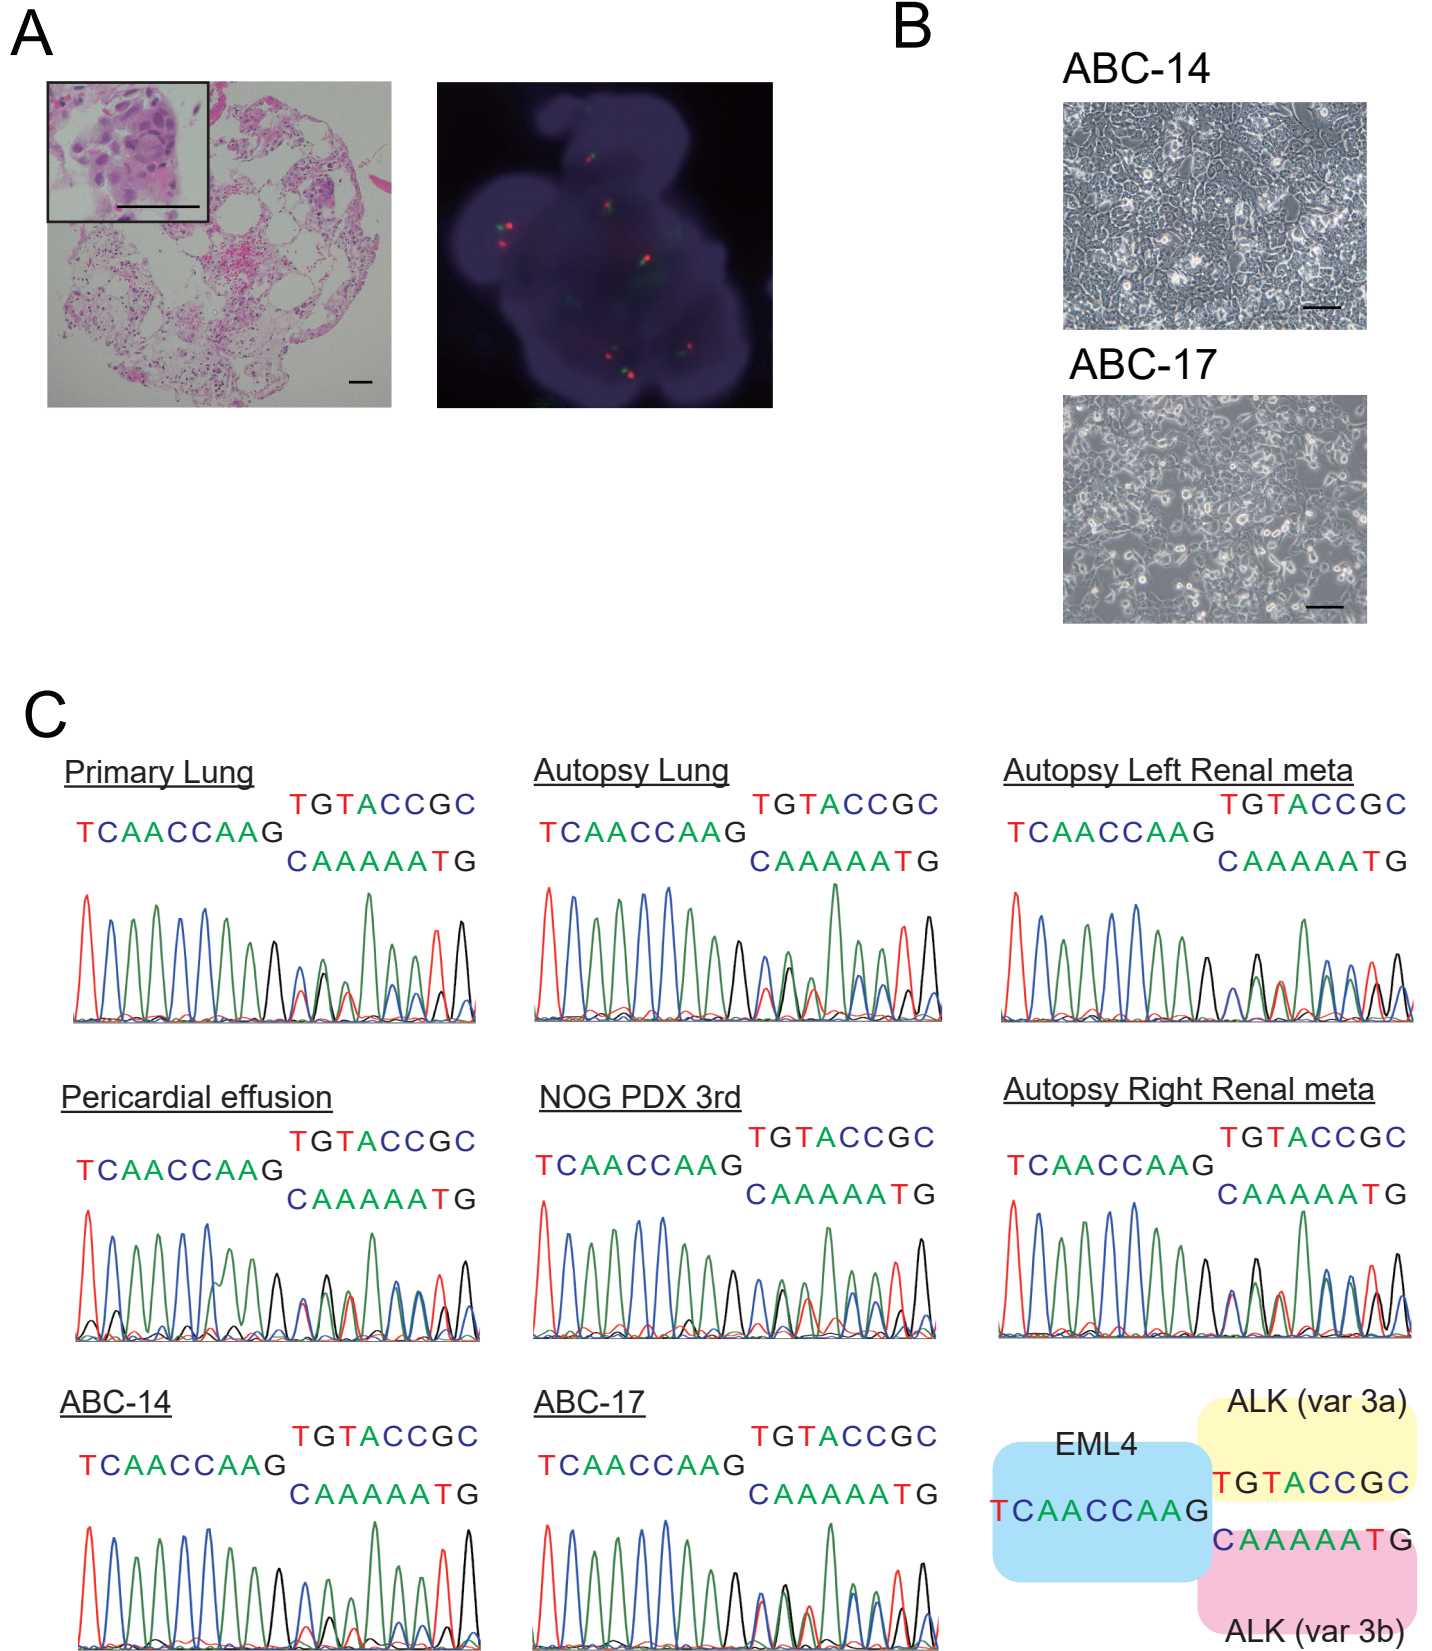 A
B
ABC-14
ABC-17
C
Primary Lung
TGTACCGC
TCAACCAAG
CAAAAATG
Autopsy Lung
TGTACCGC
TCAACCAAG
CAAAAATG
Autopsy Left Renal meta
TGTACCGC
TCAACCAAG
CAAAAATG
Pericardial effusion
TGTACCGC
TCAACCAAG
CAAAAATG
NOG PDX 3rd
TGTACCGC
TCAACCAAG
CAAAAATG
Autopsy Right Renal meta
TGTACCGC
TCAACCAAG
CAAAAATG
ABC-14
TGTACCGC
TCAACCAAG
CAAAAATG
ABC-17
TGTACCGC
TCAACCAAG
CAAAAATG
ALK (var 3a)
EML4
TGTACCGC
TCAACCAAG
CAAAAATG
ALK (var 3b)